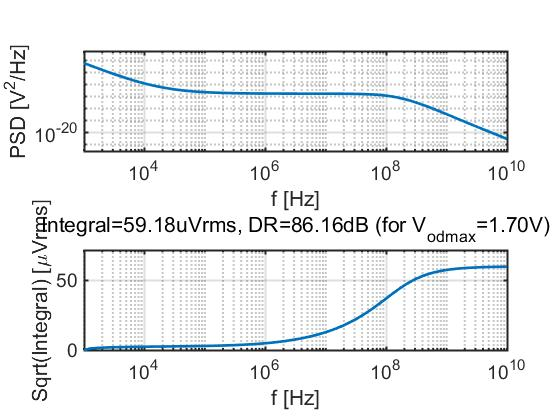 PSD [V²/Hz]
10⁻²⁰
10⁴ 10⁶ 10⁸ 10¹⁰
f [Hz]
Integral=59.18uVrms, DR=86.16dB (for V_odmax=1.70V)
Sqrt(Integral) [μVrms]
50
0
10⁴ 10⁶ 10⁸ 10¹⁰
f [Hz]